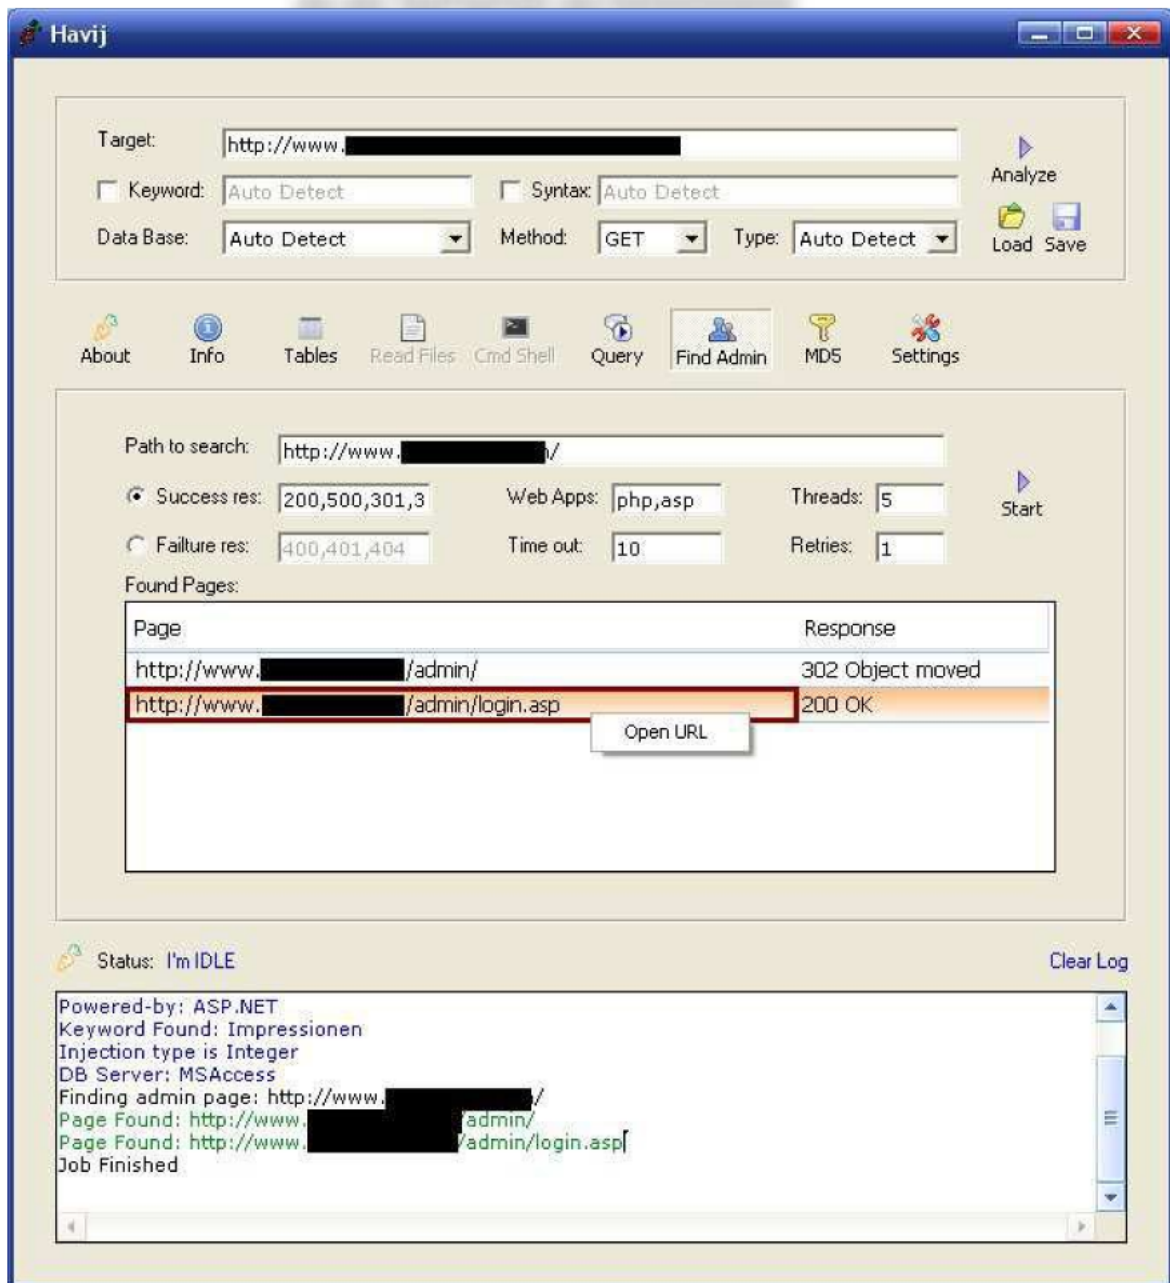 Havij
Target: http://www.
Analyze
Keyword: Auto Detect Syntax: Auto Detect
Data Base: Auto Detect Method: GET Type: Auto Detect
Load Save
About Info Tables Read Files Cmd Shell Query Find Admin MD5 Settings
Path to search: http://www. /
Success res: 200,500,301,3 Web Apps: php,asp Threads: 5
Start
Failture res: 400,401,404 Time out: 10 Retries: 1
Found Pages:
Page Response
http://www. /admin/ 302 Object moved
http://www. /admin/login.asp 200 OK
Open URL
Status: I'm IDLE Clear Log
Powered-by: ASP.NET
Keyword Found: Impressionen
Injection type is Integer
DB Server: MSAccess
Finding admin page: http://www. /
Page Found: http://www. /admin/
Page Found: http://www. /admin/login.asp
Job Finished